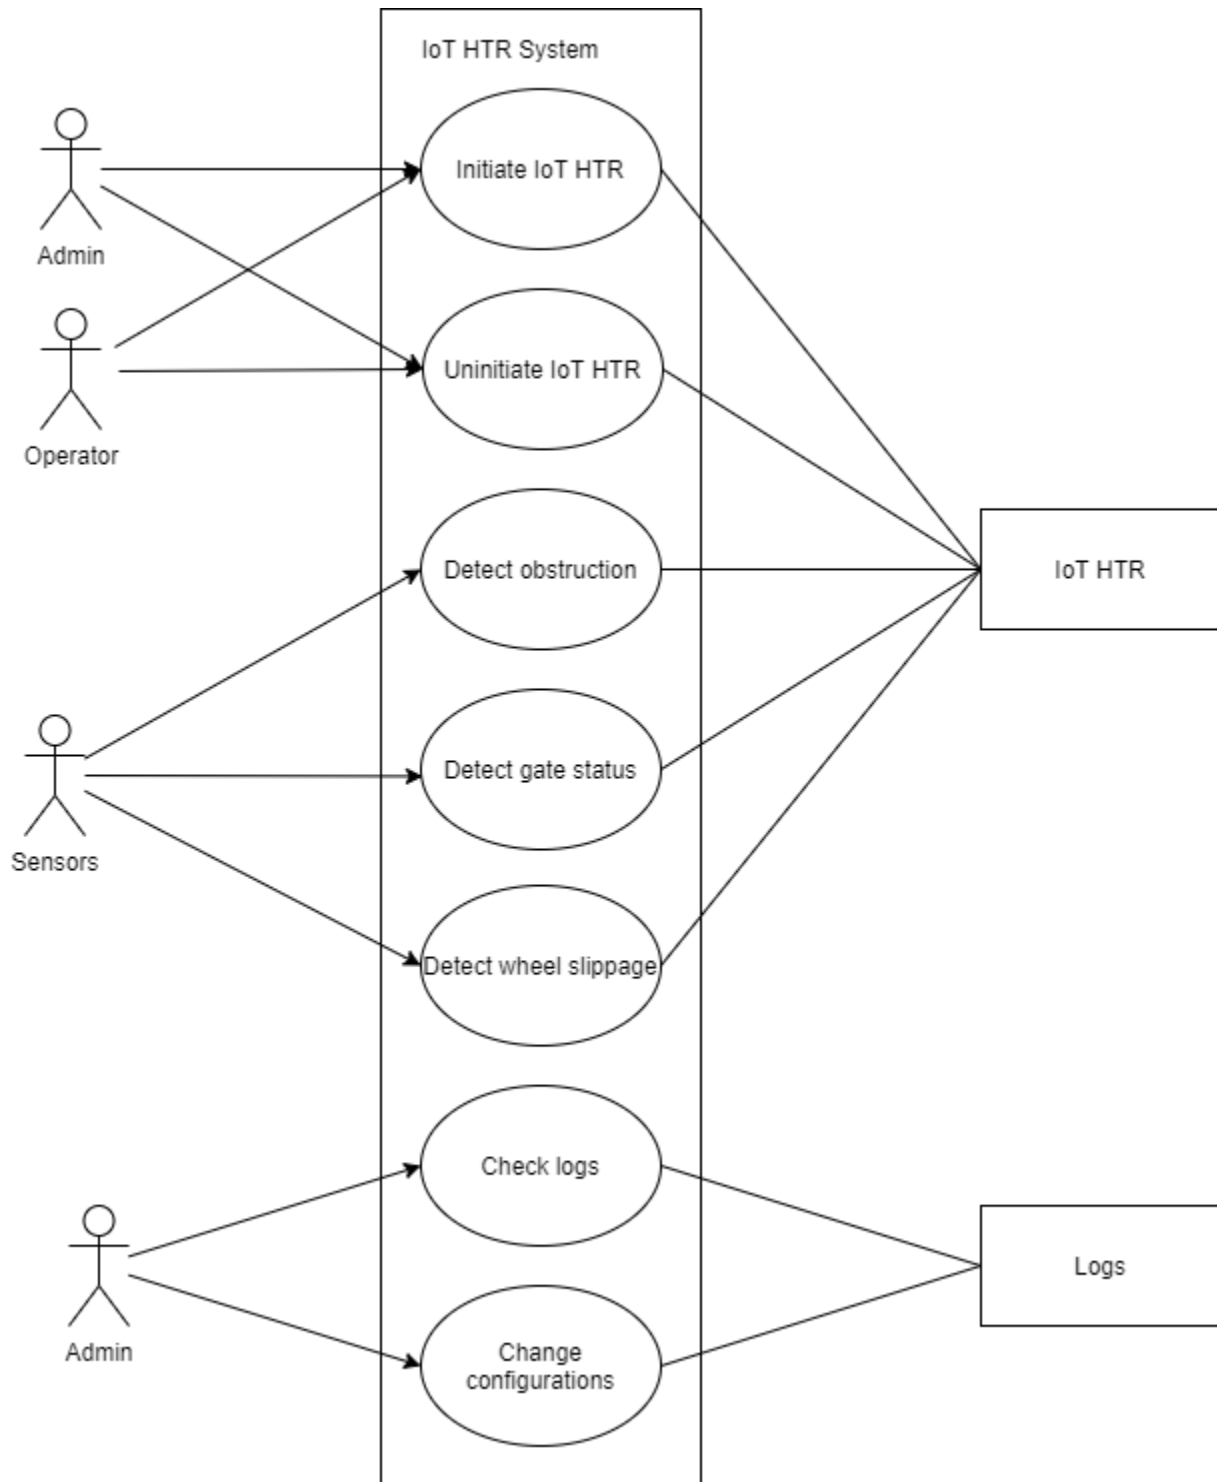 IoT HTR System
Initiate IoT HTR
Admin
Uninitiate IoT HTR
Operator
Detect obstruction
IoT HTR
Detect gate status
Sensors
Detect wheel slippage
Check logs
Logs
Admin
Change
configurations